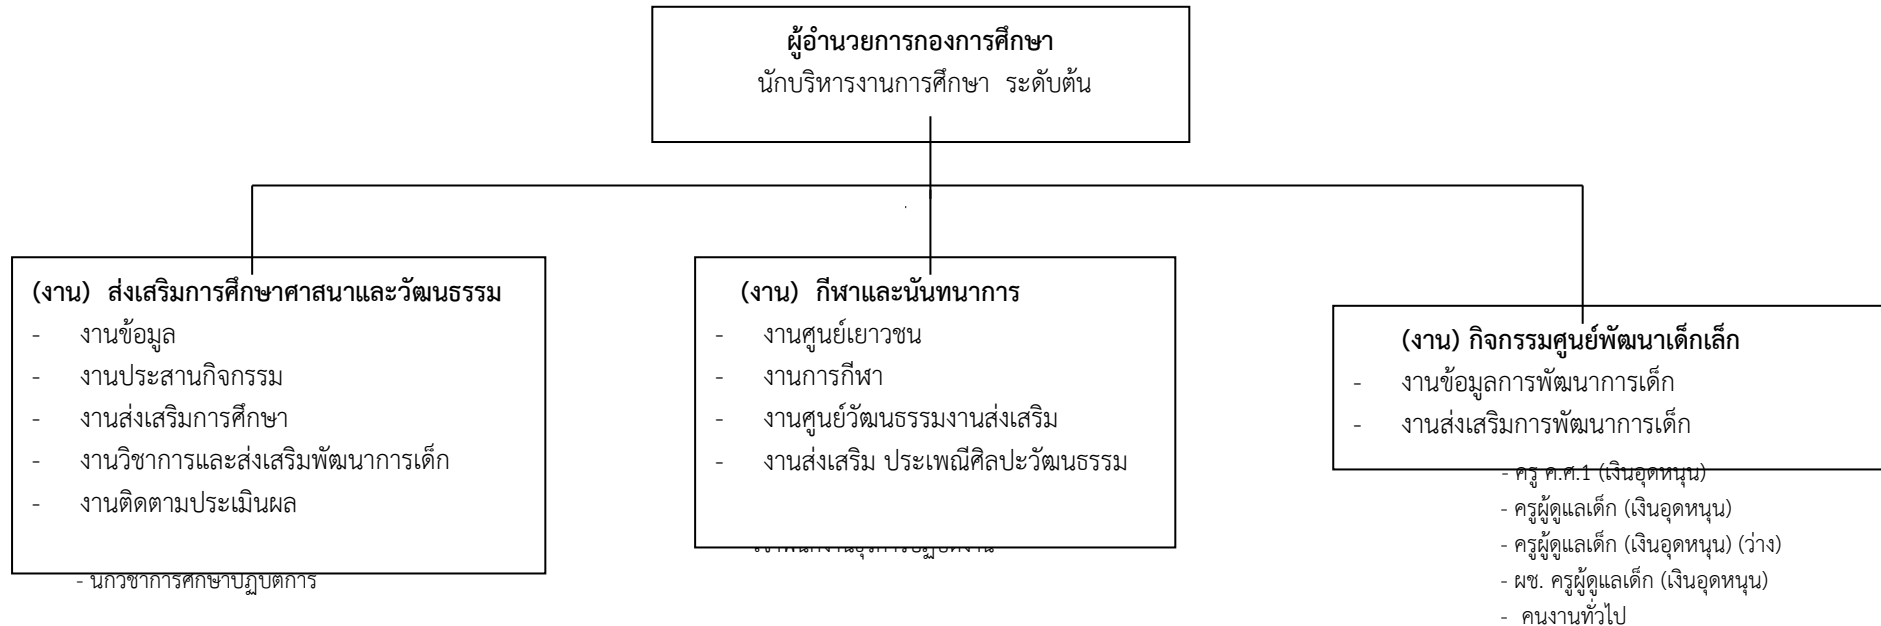 ผู้อำนวยการกองการศึกษา
นักบริหารงานการศึกษา ระดับต้น
(งาน) ส่งเสริมการศึกษาศาสนาและวัฒนธรรม
- งานข้อมูล
- งานประสานกิจกรรม
- งานส่งเสริมการศึกษา
- งานวิชาการและส่งเสริมพัฒนาการเด็ก
- งานติดตามประเมินผล
- นักวิชาการศึกษาปฏิบัติการ
(งาน) กีฬาและนันทนาการ
- งานศูนย์เยาวชน
- งานการกีฬา
- งานศูนย์วัฒนธรรมงานส่งเสริม
- งานส่งเสริม ประเพณีศิลปะวัฒนธรรม
เจ้าพนักงานธุรการปฏิบัติงาน
(งาน) กิจกรรมศูนย์พัฒนาเด็กเล็ก
- งานข้อมูลการพัฒนาการเด็ก
- งานส่งเสริมการพัฒนาการเด็ก
- ครู ค.ศ.1 (เงินอุดหนุน)
- ครูผู้ดูแลเด็ก (เงินอุดหนุน)
- ครูผู้ดูแลเด็ก (เงินอุดหนุน) (ว่าง)
- ผช. ครูผู้ดูแลเด็ก (เงินอุดหนุน)
- คนงานทั่วไป